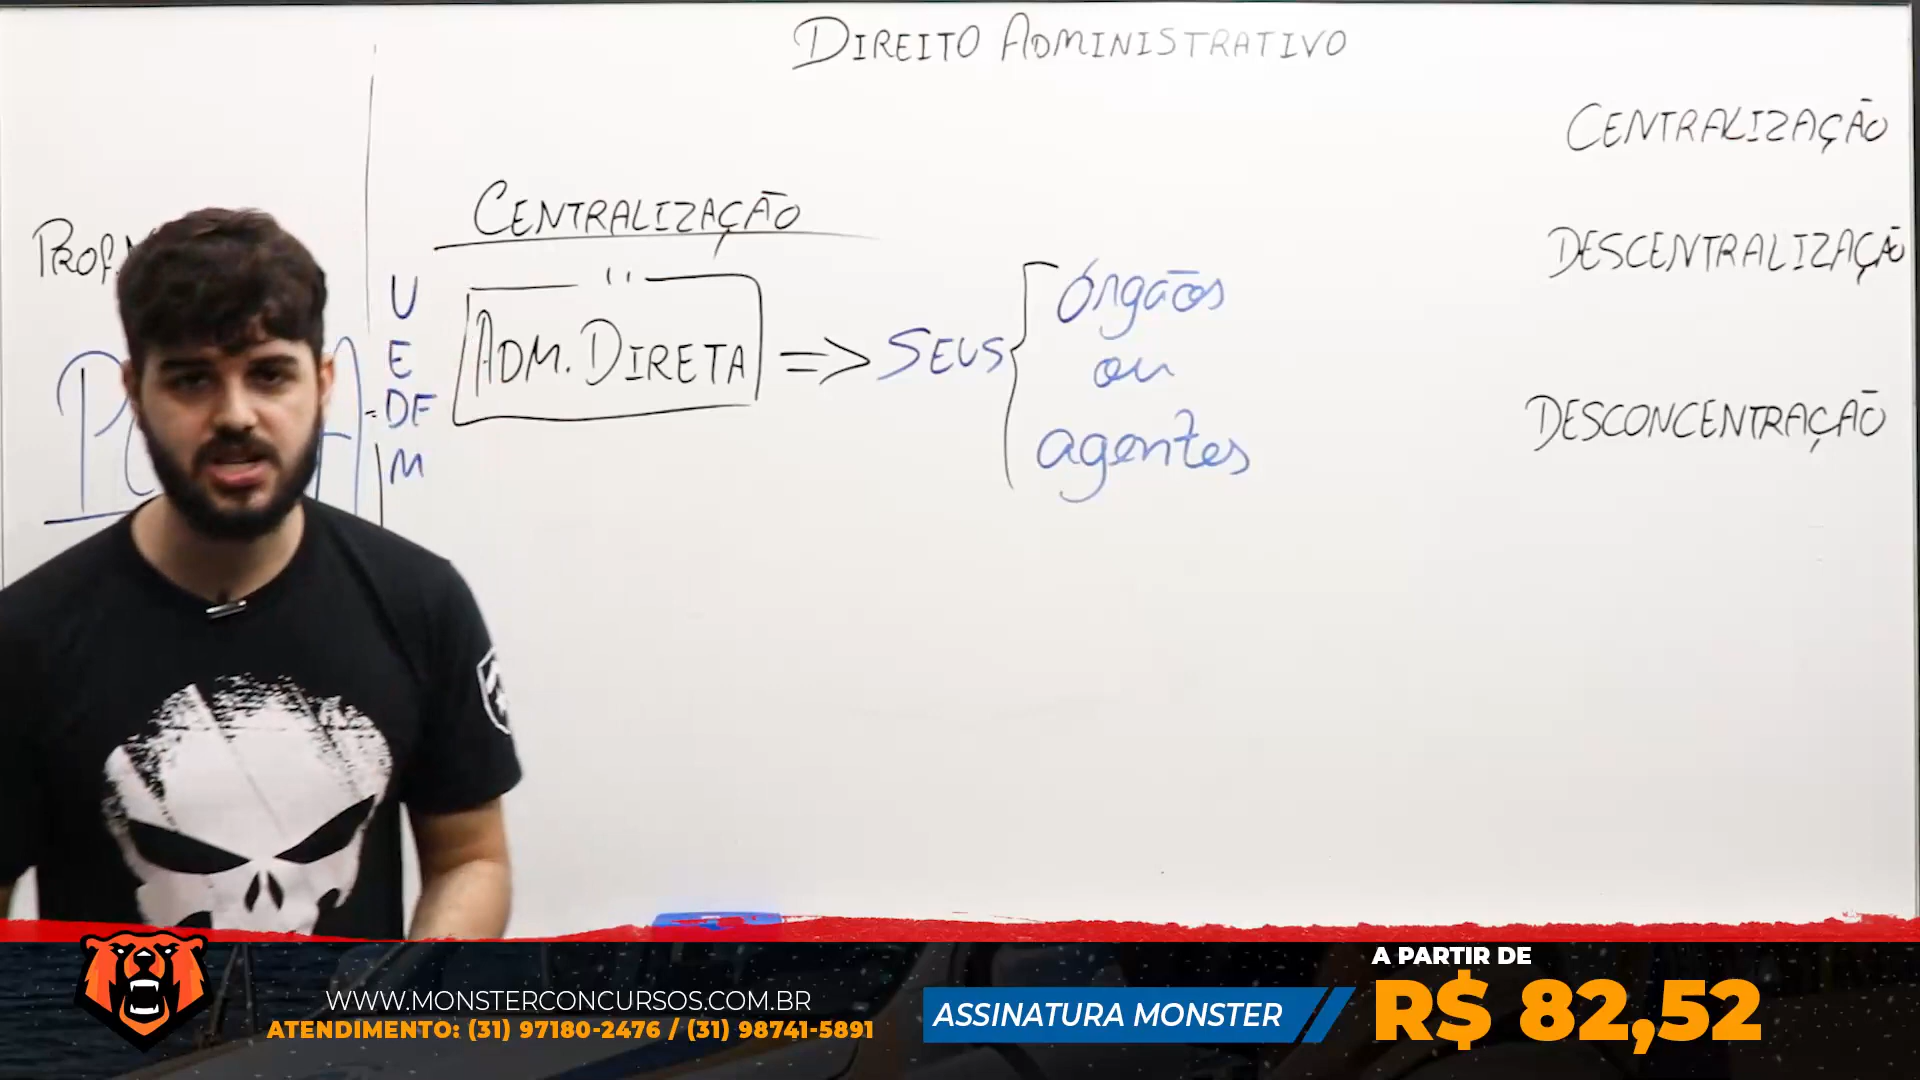 DIREITO ADMINISTRATIVO
CENTRALIZAÇÃO
CENTRALIZAÇÃO
PROF.
DESCENTRALIZAÇÃO
U
E
DF
M
ADM. DIRETA => SEUS
órgãos
ou
agentes
DESCONCENTRAÇÃO
A PARTIR DE
R$ 82,52
WWW.MONSTERCONCURSOS.COM.BR
ATENDIMENTO: (31) 97180-2476 / (31) 98741-5891
ASSINATURA MONSTER